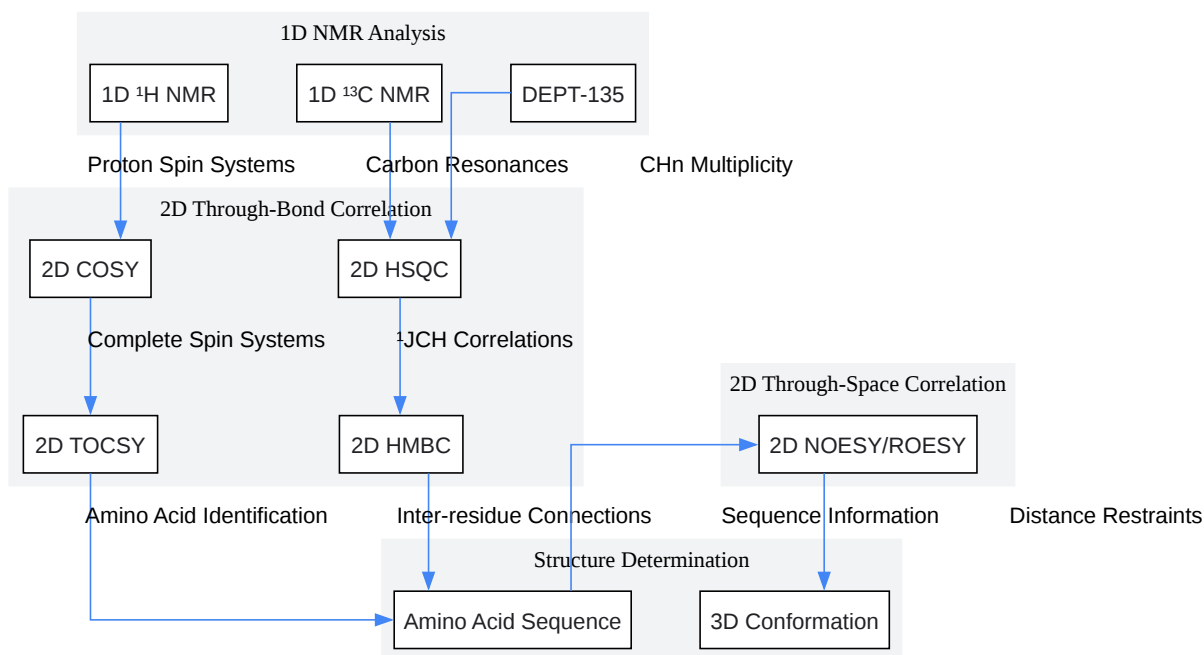 1D NMR Analysis
1D ¹H NMR
1D ¹³C NMR
DEPT-135
Proton Spin Systems
Carbon Resonances
CHn Multiplicity
2D Through-Bond Correlation
2D COSY
2D HSQC
Complete Spin Systems
¹JCH Correlations
2D Through-Space Correlation
2D TOCSY
2D HMBC
2D NOESY/ROESY
Amino Acid Identification
Inter-residue Connections
Sequence Information
Distance Restraints
Structure Determination
Amino Acid Sequence
3D Conformation